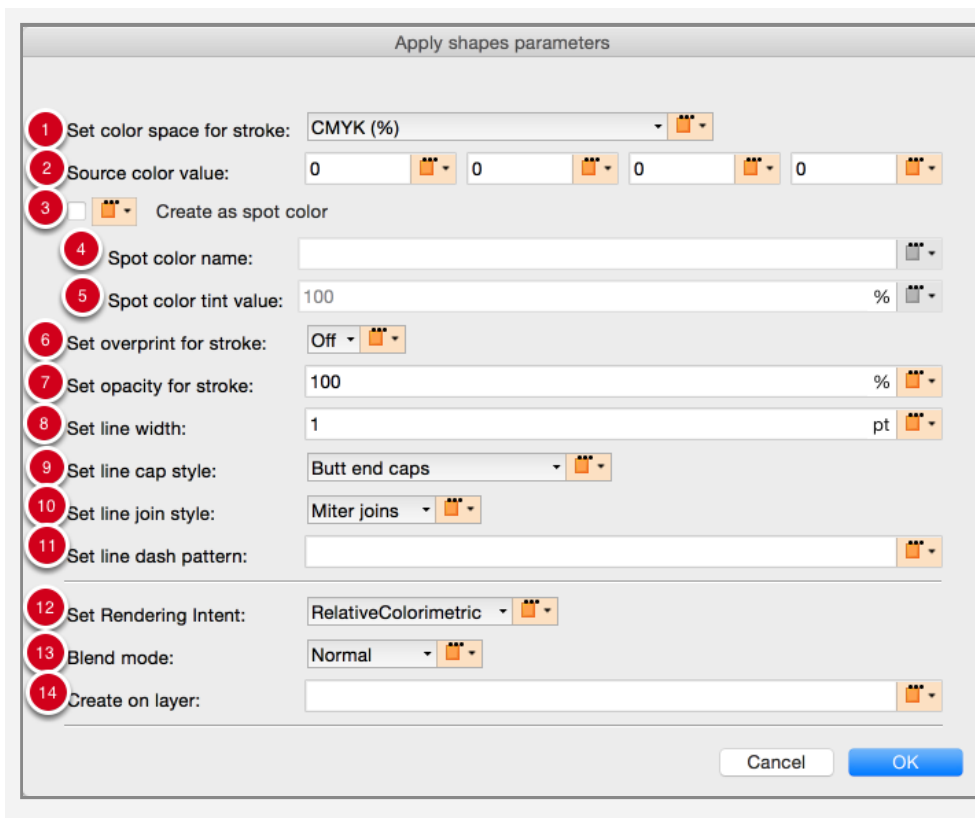 Apply shapes parameters
1 Set color space for stroke: CMYK (%)
2 Source color value: 0 0 0 0
3 Create as spot color
4 Spot color name:
5 Spot color tint value: 100 %
6 Set overprint for stroke: Off
7 Set opacity for stroke: 100 %
8 Set line width: 1 pt
9 Set line cap style: Butt end caps
10 Set line join style: Miter joins
11 Set line dash pattern:
12 Set Rendering Intent: RelativeColorimetric
13 Blend mode: Normal
14 Create on layer:
Cancel OK